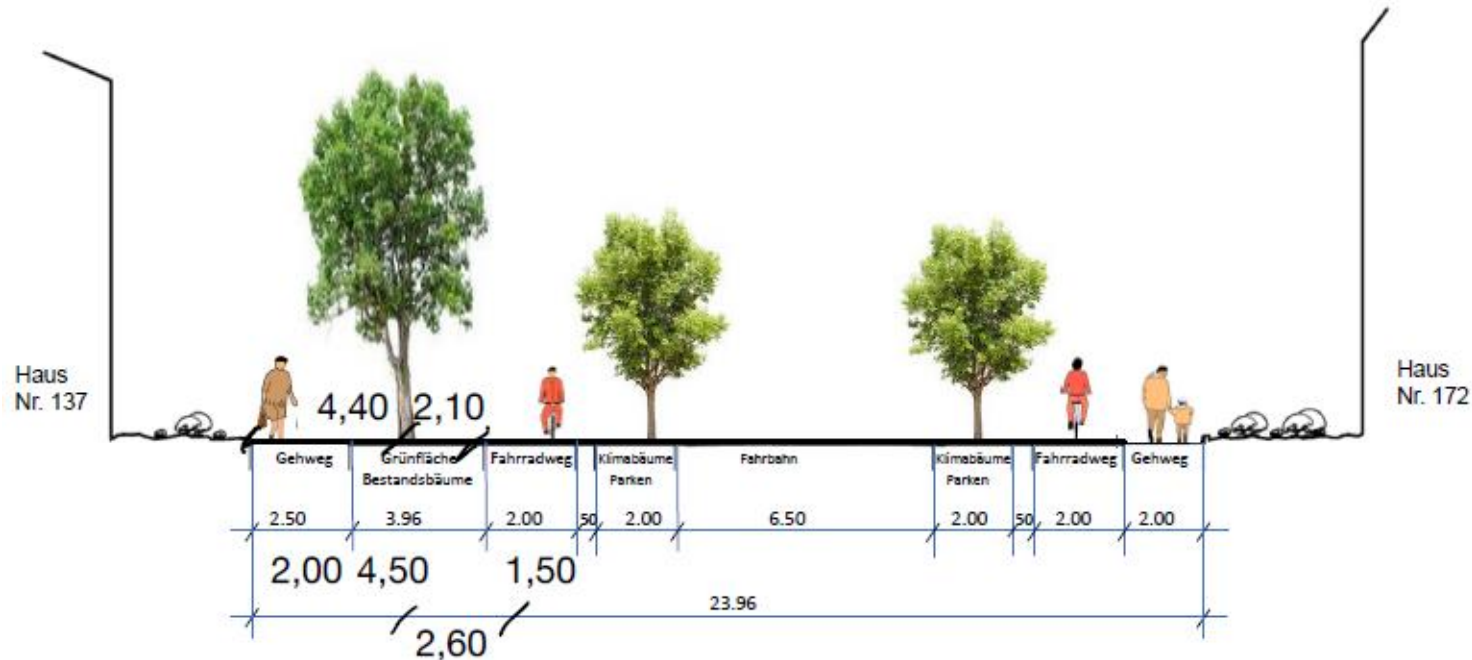 Haus
Nr. 137
Haus
Nr. 172
4,40 2,10
Gehweg Grünfläche Fahrradweg Klimabäume Fahrbahn Klimabäume Fahrradweg Gehweg
Bestandsbäume Parken Parken
2.50 3.96 2.00 50 2.00 6.50 2.00 50 2.00 2.00
2,00 4,50 1,50
23.96
2,60